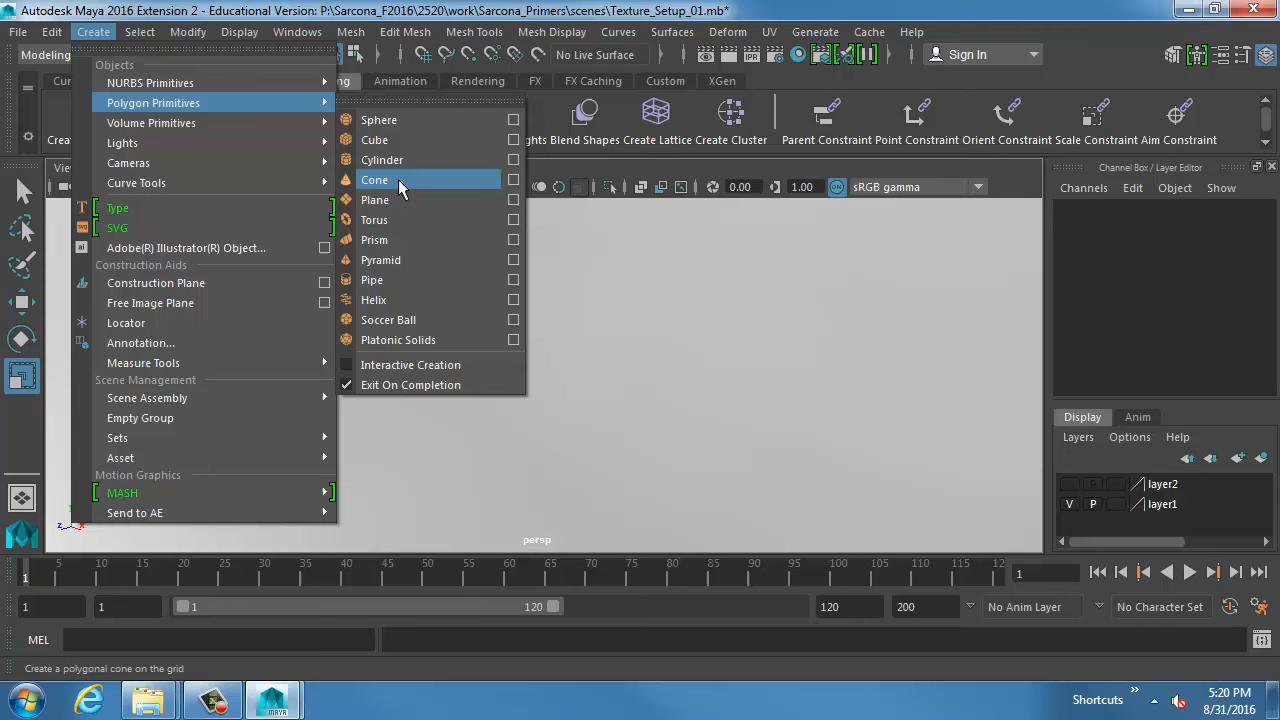 Autodesk Maya 2016 Extension 2 - Educational Version: P:\Sarcona_F2016\2520\work\Sarcona_Primers\scenes\Texture_Setup_01.mb*
File Edit Create Select Modify Display Windows Mesh Edit Mesh Mesh Tools Mesh Display Curves Surfaces Deform UV Generate Cache Help
Modeling No Live Surface IPR Sign In
Animation Rendering FX FX Caching Custom XGen
Blend Shapes Create Lattice Create Cluster Parent Constraint Point Constraint Orient Constraint Scale Constraint Aim Constraint
Objects
NURBS Primitives
Polygon Primitives
Volume Primitives
Lights
Cameras
Curve Tools
Type
SVG
Adobe(R) Illustrator(R) Object...
Construction Aids
Construction Plane
Free Image Plane
Locator
Annotation...
Measure Tools
Scene Management
Scene Assembly
Empty Group
Sets
Asset
Motion Graphics
MASH
Send to AE
Sphere
Cube
Cylinder
Cone
Plane
Torus
Prism
Pyramid
Pipe
Helix
Soccer Ball
Platonic Solids
Interactive Creation
Exit On Completion
0.00 1.00 ON sRGB gamma
persp
z x
Channel Box / Layer Editor
Channels Edit Object Show
Display Anim
Layers Options Help
P layer2
V P layer1
5 10 15 20 25 30 35 40 45 50 55 60 65 70 75 80 85 90 95 100 105 110 115 12
1 1
1 1 1 120 120 200 No Anim Layer No Character Set
MEL
Create a polygonal cone on the grid
MAYA
Shortcuts
5:20 PM
8/31/2016